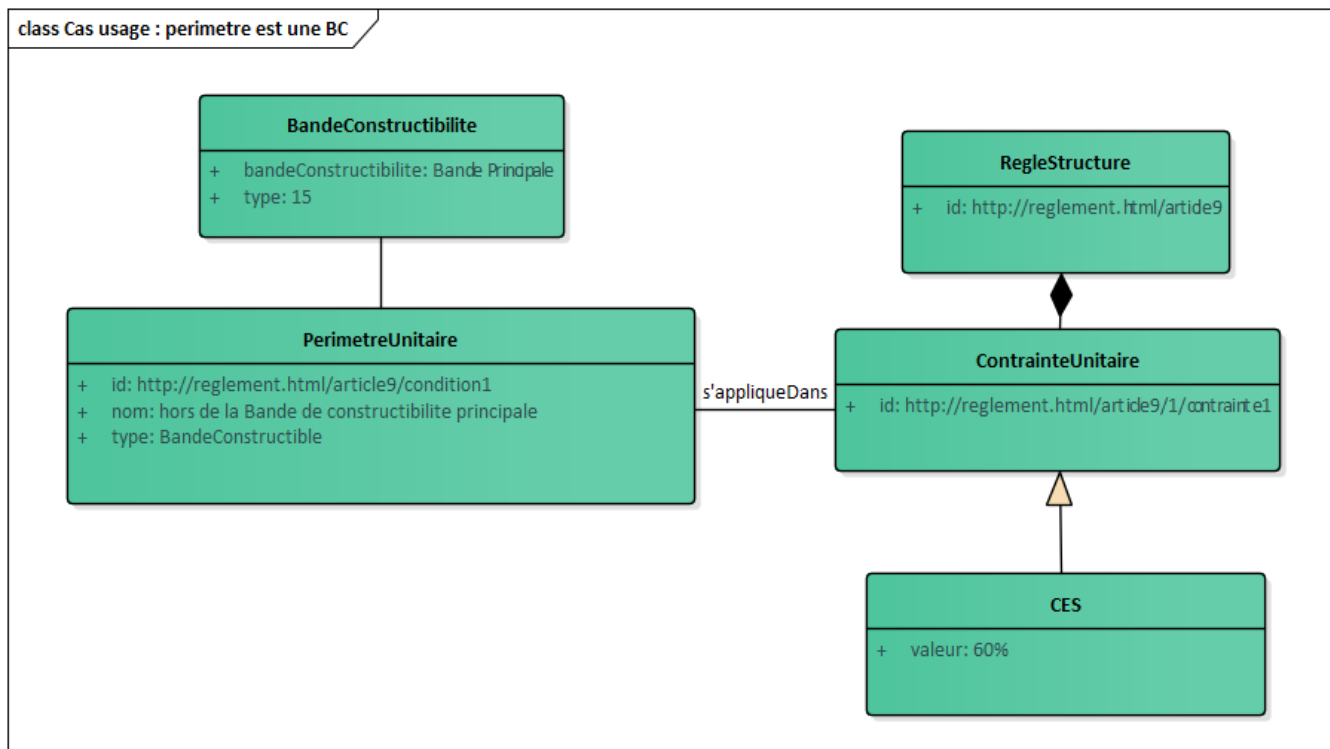 class Cas usage : perimetre est une BC
BandeConstructibilite
+ bandeConstructibilite: Bande Principale
+ type: 15
RegleStructure
+ id: http://reglement.html/article9
PerimetreUnitaire
+ id: http://reglement.html/article9/condition1
+ nom: hors de la Bande de constructibilite principale
+ type: BandeConstructible
s'appliqueDans
ContrainteUnitaire
+ id: http://reglement.html/article9/1/contrainte1
CES
+ valeur: 60%